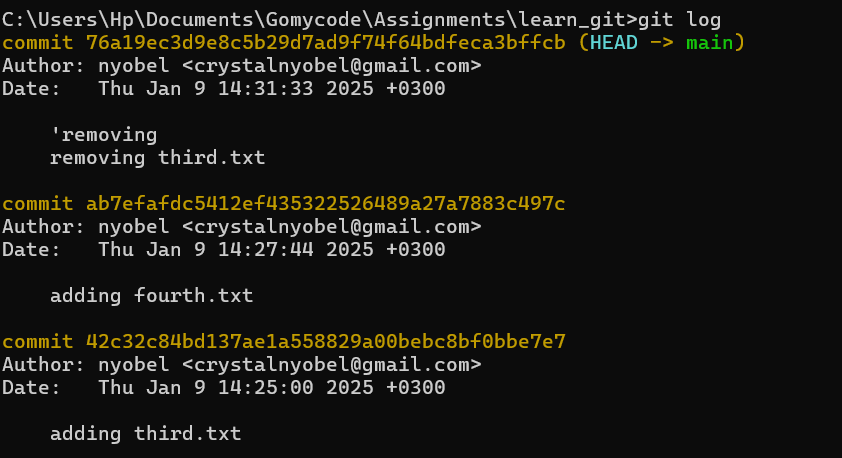 C:\Users\Hp\Documents\Gomycode\Assignments\learn_git>git log
commit 76a19ec3d9e8c5b29d7ad9f74f64bdfeca3bffcb (HEAD -> main)
Author: nyobel <crystalnyobel@gmail.com>
Date:   Thu Jan 9 14:31:33 2025 +0300
    'removing
    removing third.txt
commit ab7efafdc5412ef435322526489a27a7883c497c
Author: nyobel <crystalnyobel@gmail.com>
Date:   Thu Jan 9 14:27:44 2025 +0300
    adding fourth.txt
commit 42c32c84bd137ae1a558829a00bebc8bf0bbe7e7
Author: nyobel <crystalnyobel@gmail.com>
Date:   Thu Jan 9 14:25:00 2025 +0300
    adding third.txt